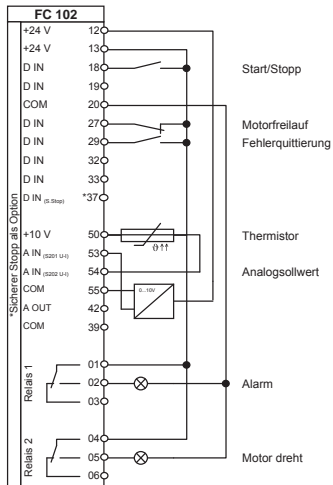 FC 102
+24 V 12
+24 V 13
D IN 18 Start/Stopp
D IN 19
COM 20
D IN 27 Motorfreilauf
D IN 29 Fehlerquittierung
D IN 32
D IN 33
D IN (S.Stop) *37
+10 V 50 Thermistor
ϑ↑↑
A IN (S201 U-I) 53
A IN (S202 U-I) 54 Analogsollwert
COM 55 0...10V
A OUT 42
COM 39
*Sicherer Stopp als Option
Relais 1
01
02 Alarm
03
Relais 2
04
05 Motor dreht
06